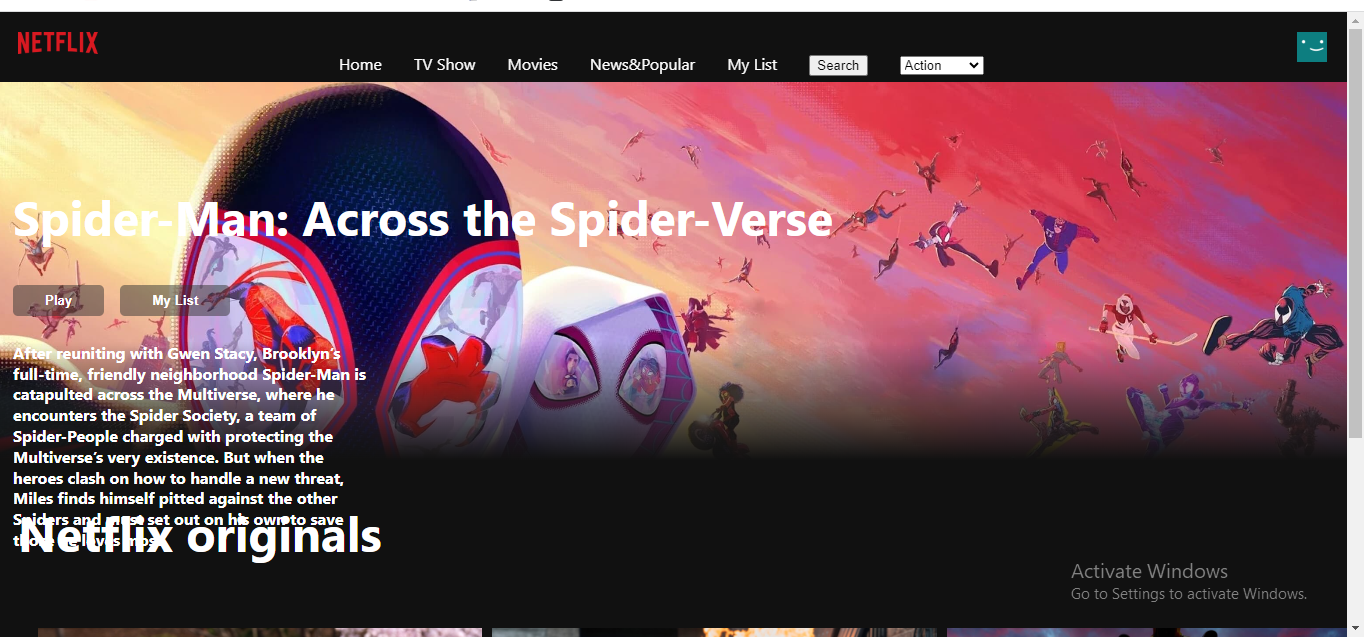 NETFLIX
Home TV Show Movies News&Popular My List Search Action
Spider-Man: Across the Spider-Verse
Play My List
After reuniting with Gwen Stacy, Brooklyn's
full-time, friendly neighborhood Spider-Man is
catapulted across the Multiverse, where he
encounters the Spider Society, a team of
Spider-People charged with protecting the
Multiverse's very existence. But when the
heroes clash on how to handle a new threat,
Miles finds himself pitted against the other
Spiders and must set out on his own to save
those he loves most.
Netflix originals
Activate Windows
Go to Settings to activate Windows.